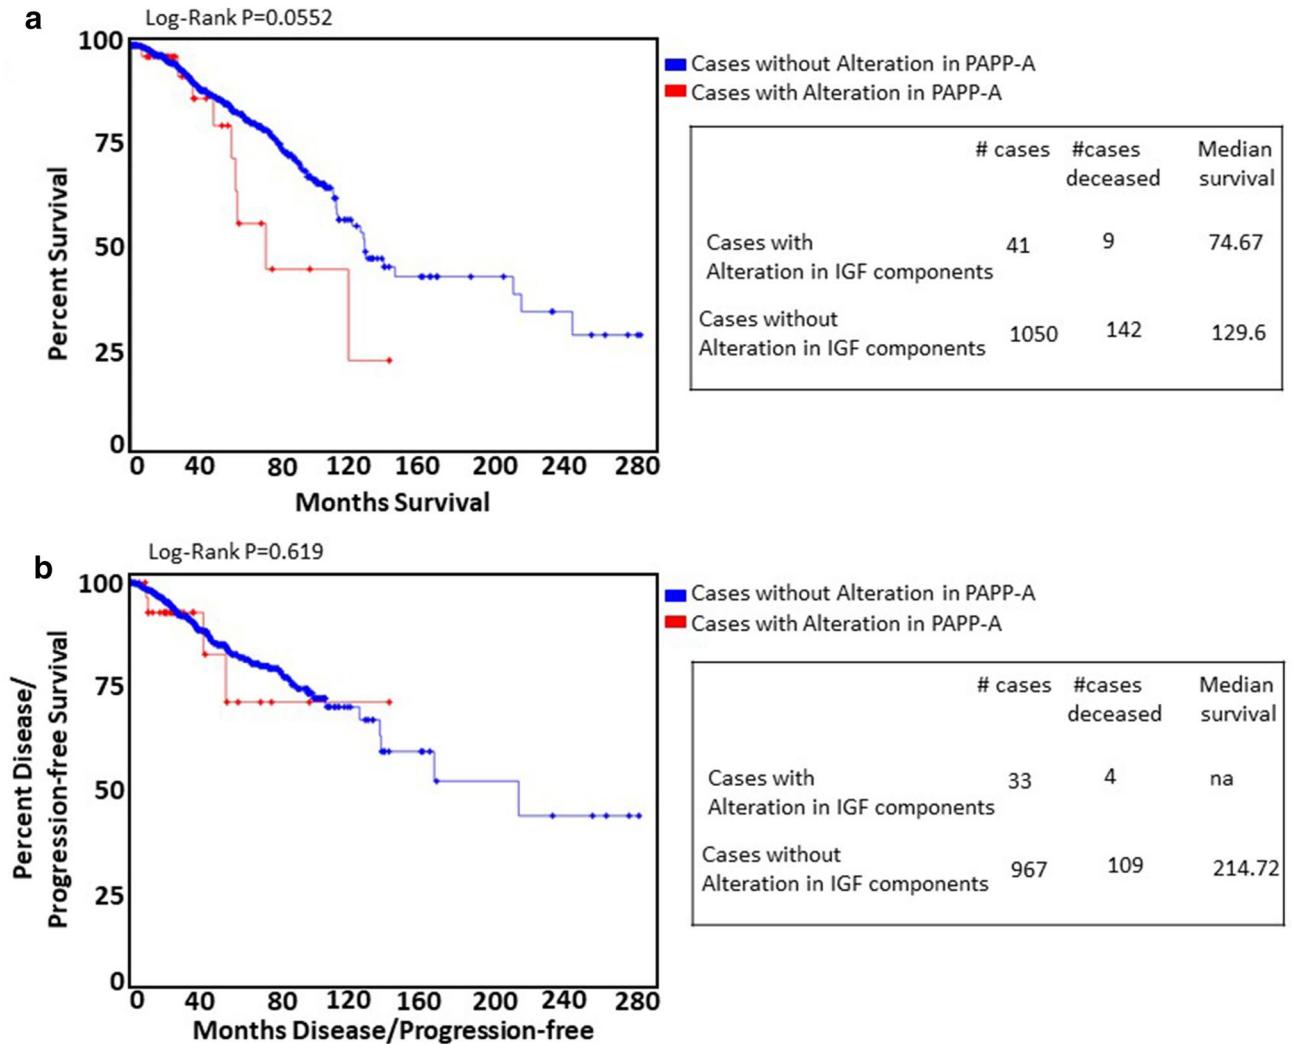 a
Log-Rank P=0.0552
100
75
50
25
0
Percent Survival
0 40 80 120 160 200 240 280
Months Survival
Cases without Alteration in PAPP-A
Cases with Alteration in PAPP-A
# cases #cases Median
deceased survival
Cases with
Alteration in IGF components 41 9 74.67
Cases without
Alteration in IGF components 1050 142 129.6
b
Log-Rank P=0.619
100
75
50
25
0
Percent Disease/
Progression-free Survival
0 40 80 120 160 200 240 280
Months Disease/Progression-free
Cases without Alteration in PAPP-A
Cases with Alteration in PAPP-A
# cases #cases Median
deceased survival
Cases with
Alteration in IGF components 33 4 na
Cases without
Alteration in IGF components 967 109 214.72